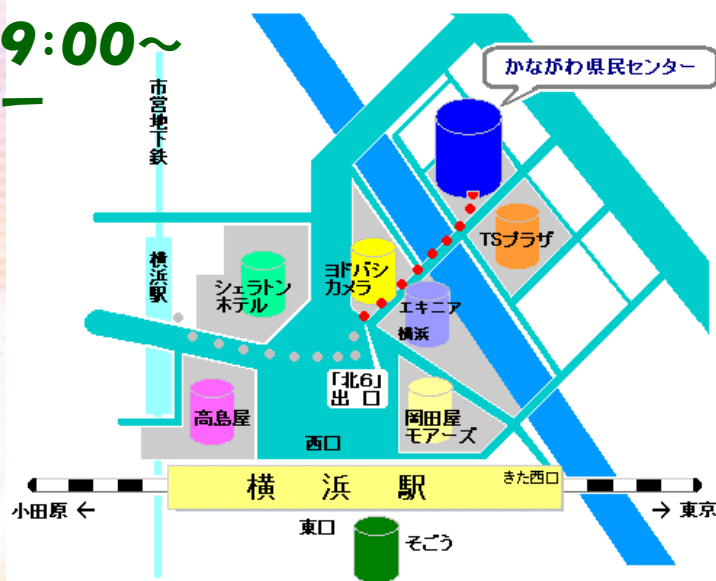 9:00～
ー
かながわ県民センター
市営地下鉄
横浜駅
TSプラザ
シェラトン
ホテル
ヨドバシ
カメラ
エキニア
横浜
「北6」
出口
高島屋
岡田屋
モアーズ
西口
横浜駅
きた西口
小田原 ←
→ 東京
東口
そごう